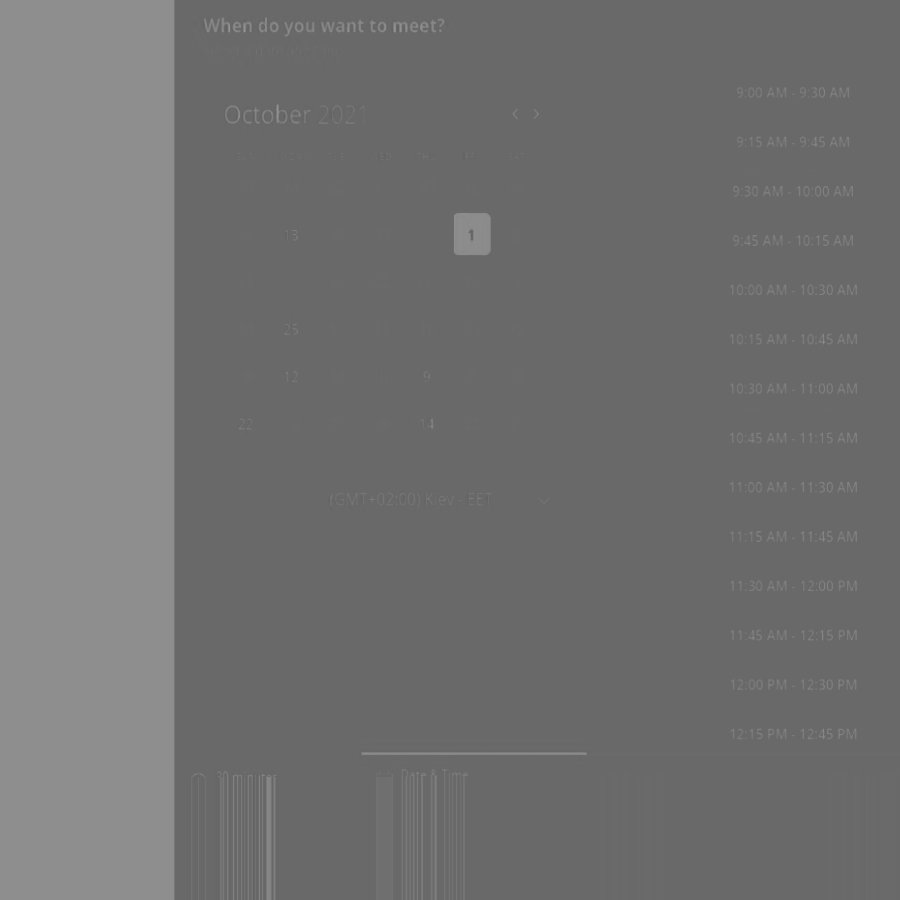 When do you want to meet?
October 2021
THU
13
1
25
12
9
22
14
(GMT+02:00) Kiev - EET
9:00 AM - 9:30 AM
9:15 AM - 9:45 AM
9:30 AM - 10:00 AM
9:45 AM - 10:15 AM
10:00 AM - 10:30 AM
10:15 AM - 10:45 AM
10:30 AM - 11:00 AM
10:45 AM - 11:15 AM
11:00 AM - 11:30 AM
11:15 AM - 11:45 AM
11:30 AM - 12:00 PM
11:45 AM - 12:15 PM
12:00 PM - 12:30 PM
12:15 PM - 12:45 PM
30 minutes
Date & Time